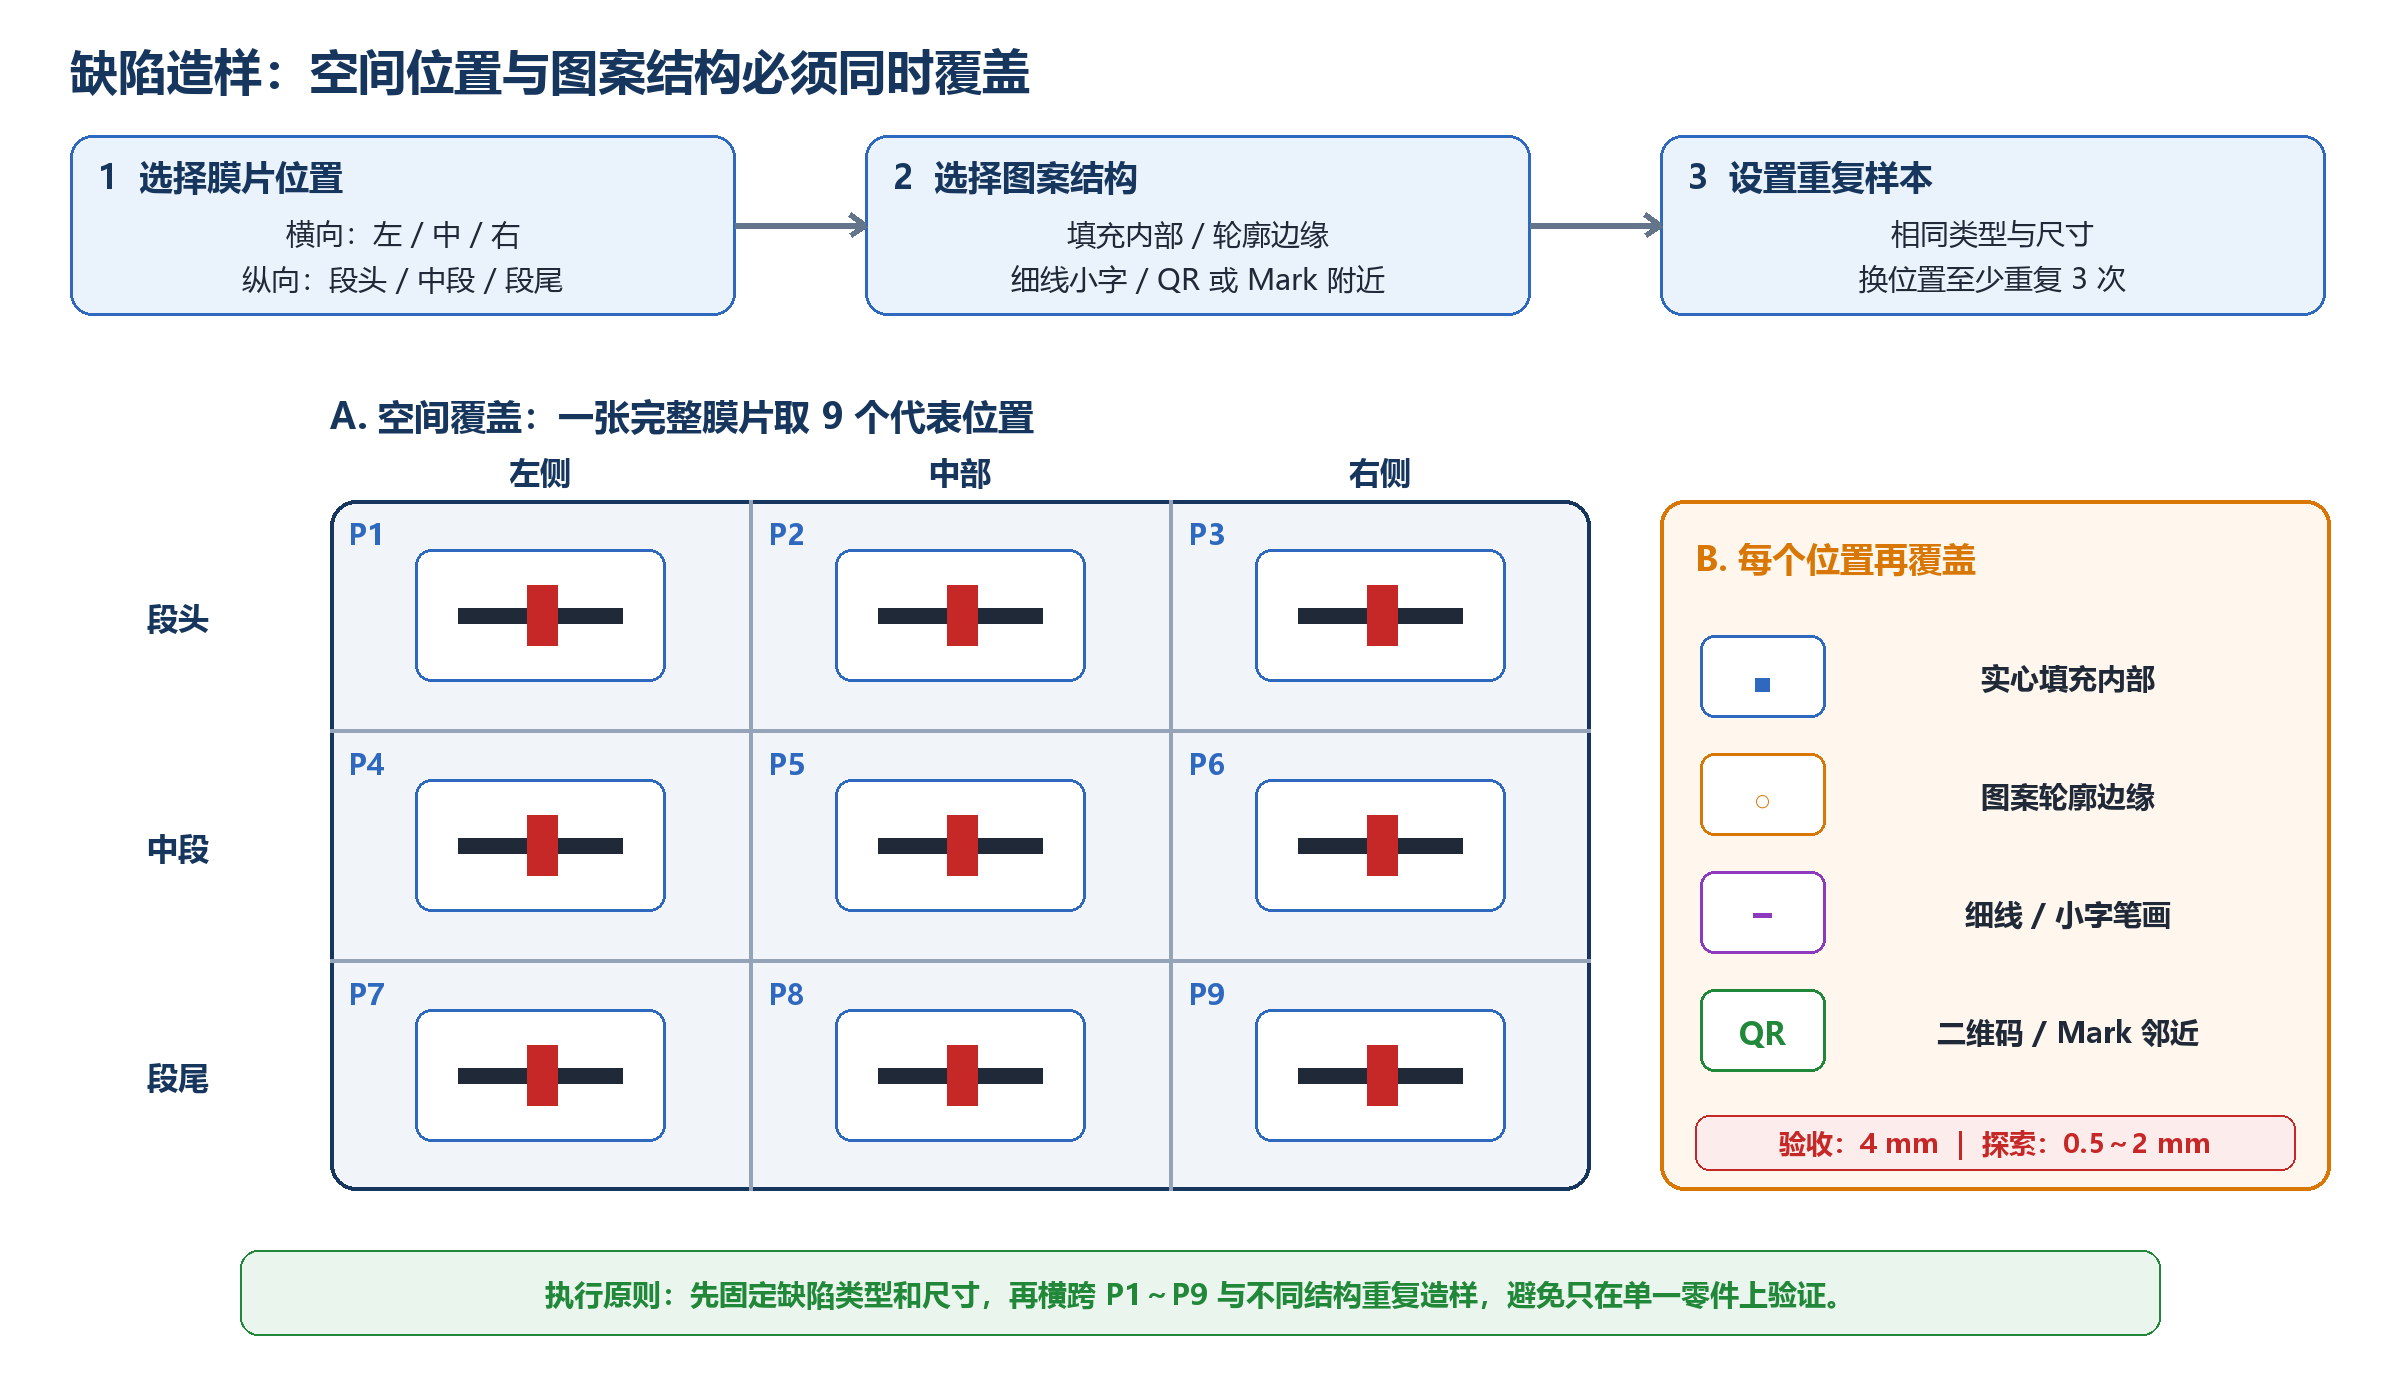 缺陷造样：空间位置与图案结构必须同时覆盖
1 选择膜片位置
横向：左 / 中 / 右
纵向：段头 / 中段 / 段尾
2 选择图案结构
填充内部 / 轮廓边缘
细线小字 / QR 或 Mark 附近
3 设置重复样本
相同类型与尺寸
换位置至少重复 3 次
A. 空间覆盖：一张完整膜片取 9 个代表位置
左侧 中部 右侧
段头
P1 P2 P3
中段
P4 P5 P6
段尾
P7 P8 P9
B. 每个位置再覆盖
实心填充内部
图案轮廓边缘
细线 / 小字笔画
QR 二维码 / Mark 邻近
验收：4 mm | 探索：0.5~2 mm
执行原则：先固定缺陷类型和尺寸，再横跨 P1~P9 与不同结构重复造样，避免只在单一零件上验证。